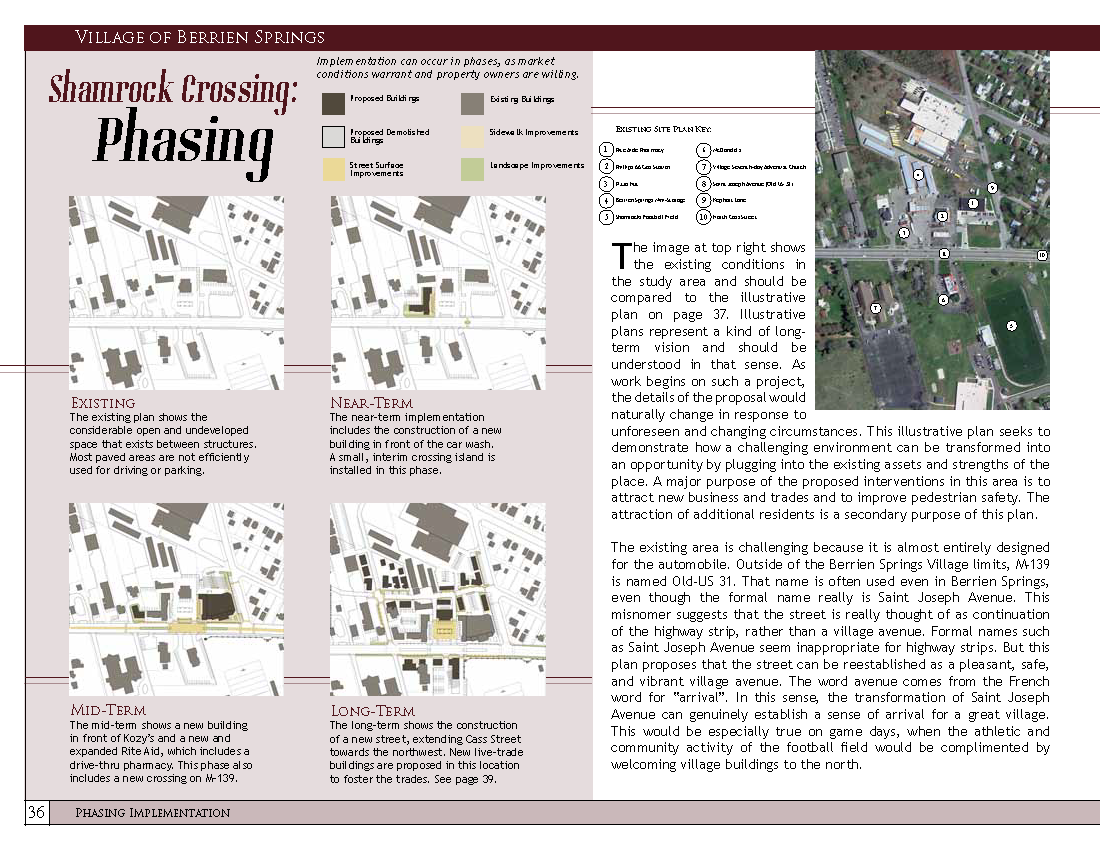 Village of Berrien Springs
Shamrock Crossing:
Phasing
Implementation can occur in phases, as market
conditions warrant and property owners are willing.
Proposed Buildings
Existing Buildings
Proposed Demolished
Buildings
Sidewalk Improvements
Street Surface
Improvements
Landscape Improvements
Existing
The existing plan shows the
considerable open and undeveloped
space that exists between structures.
Most paved areas are not efficiently
used for driving or parking.
Near-Term
The near-term implementation
includes the construction of a new
building in front of the car wash.
A small, interim crossing island is
installed in this phase.
Mid-Term
The mid-term shows a new building
in front of Kozy's and a new and
expanded Rite Aid, which includes a
drive-thru pharmacy. This phase also
includes a new crossing on M-139.
Long-Term
The long-term shows the construction
of a new street, extending Cass Street
towards the northwest. New live-trade
buildings are proposed in this location
to foster the trades. See page 39.
Existing Site Plan Key:
1 Rite Aide Pharmacy
2 Phillips 66 Gas Station
3 Pizza Hut
4 Berrien Springs Mini-Storage
5 Shamrocks Football Field
6 McDonald's
7 Village Seventh-day Adventist Church
8 Saint Joseph Avenue (Old US 31)
9 Kephart Lane
10 North Cass Street
The image at top right shows
the existing conditions in
the study area and should be
compared to the illustrative
plan on page 37. Illustrative
plans represent a kind of long-
term vision and should be
understood in that sense. As
work begins on such a project,
the details of the proposal would
naturally change in response to
unforeseen and changing circumstances. This illustrative plan seeks to
demonstrate how a challenging environment can be transformed into
an opportunity by plugging into the existing assets and strengths of the
place. A major purpose of the proposed interventions in this area is to
attract new business and trades and to improve pedestrian safety. The
attraction of additional residents is a secondary purpose of this plan.
The existing area is challenging because it is almost entirely designed
for the automobile. Outside of the Berrien Springs Village limits, M-139
is named Old-US 31. That name is often used even in Berrien Springs,
even though the formal name really is Saint Joseph Avenue. This
misnomer suggests that the street is really thought of as continuation
of the highway strip, rather than a village avenue. Formal names such
as Saint Joseph Avenue seem inappropriate for highway strips. But this
plan proposes that the street can be reestablished as a pleasant, safe,
and vibrant village avenue. The word avenue comes from the French
word for "arrival". In this sense, the transformation of Saint Joseph
Avenue can genuinely establish a sense of arrival for a great village.
This would be especially true on game days, when the athletic and
community activity of the football field would be complimented by
welcoming village buildings to the north.
36
Phasing Implementation